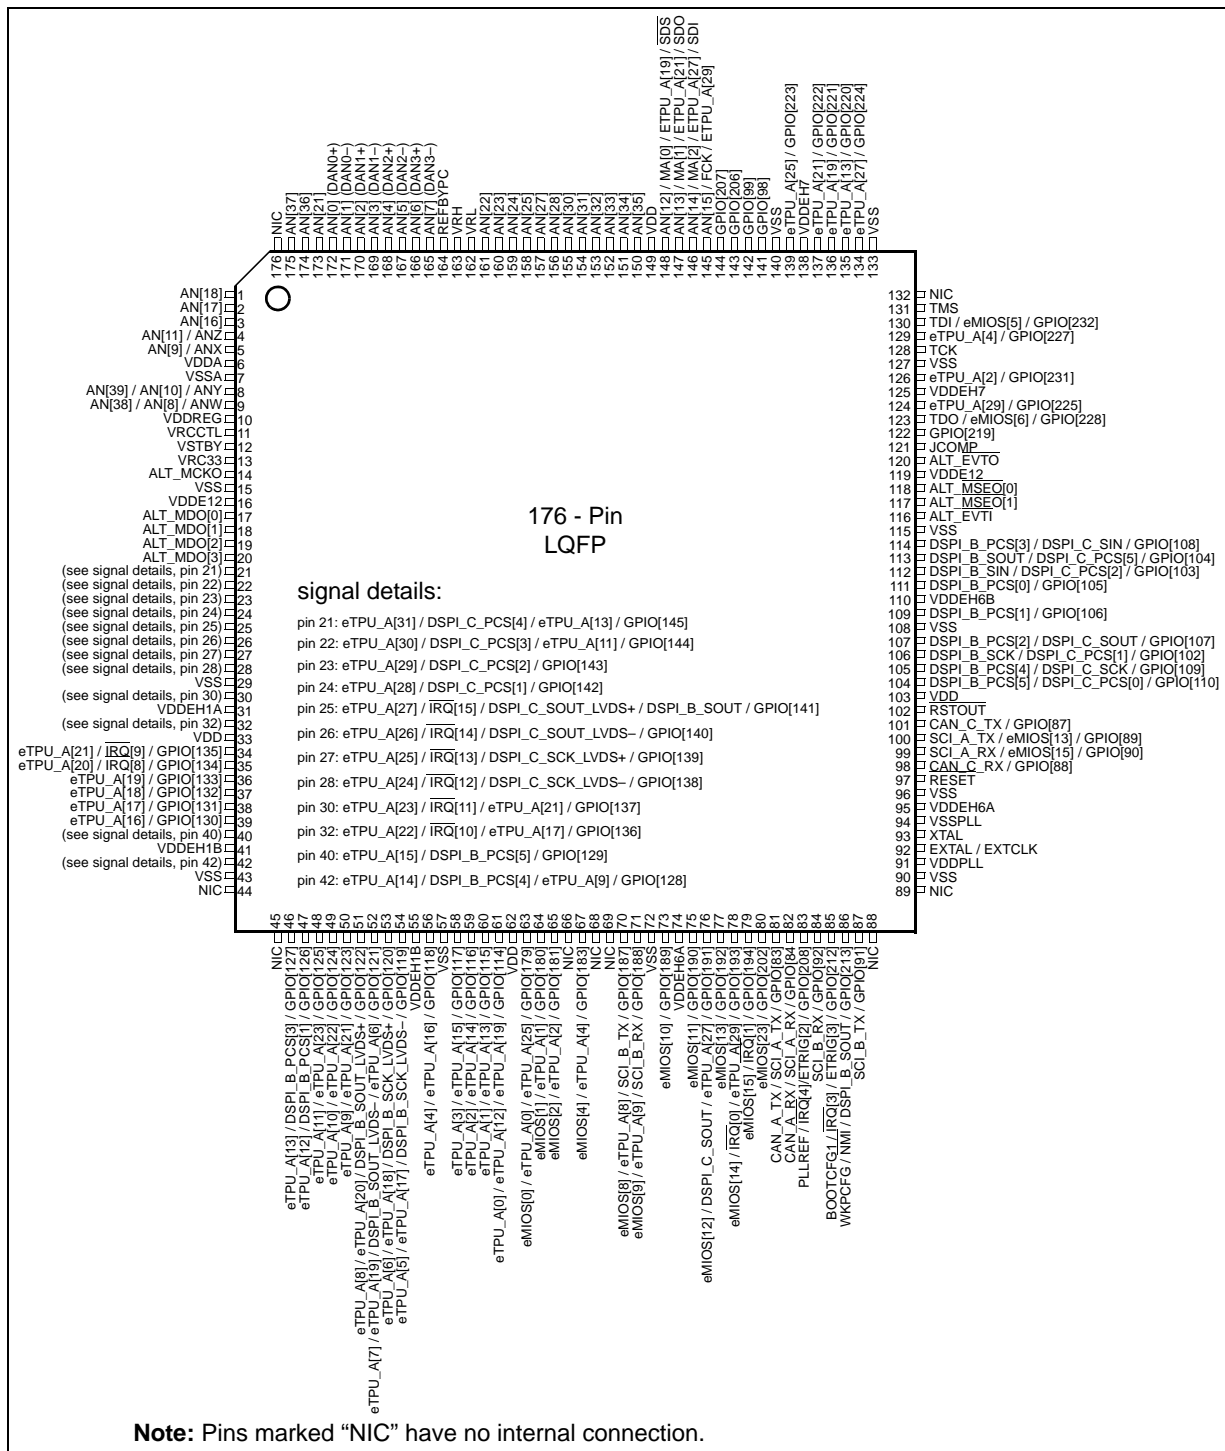 NIC
AN[37]
AN[36]
AN[21]
AN[0] (DAN0+)
AN[1] (DAN0–)
AN[2] (DAN1+)
AN[3] (DAN1–)
AN[4] (DAN2+)
AN[5] (DAN2–)
AN[6] (DAN3+)
AN[7] (DAN3–)
REFBYPC
VRH
VRL
AN[22]
AN[23]
AN[24]
AN[25]
AN[27]
AN[28]
AN[30]
AN[31]
AN[32]
AN[33]
AN[34]
AN[35]
VDD
AN[12] / MA[0] / ETPU_A[19] / SDS
AN[13] / MA[1] / ETPU_A[21] / SDO
AN[14] / MA[2] / ETPU_A[27] / SDI
AN[15] / FCK / ETPU_A[29]
GPIO[207]
GPIO[206]
GPIO[99]
GPIO[98]
VSS
eTPU_A[25] / GPIO[223]
VDDEH7
eTPU_A[21] / GPIO[222]
eTPU_A[19] / GPIO[221]
eTPU_A[13] / GPIO[220]
eTPU_A[27] / GPIO[224]
VSS
176
175
174
173
172
171
170
169
168
167
166
165
164
163
162
161
160
159
158
157
156
155
154
153
152
151
150
149
148
147
146
145
144
143
142
141
140
139
138
137
136
135
134
133
AN[18] 1
AN[17] 2
AN[16] 3
AN[11] / ANZ 4
AN[9] / ANX 5
VDDA 6
VSSA 7
AN[39] / AN[10] / ANY 8
AN[38] / AN[8] / ANW 9
VDDREG 10
VRCCTL 11
VSTBY 12
VRC33 13
ALT_MCKO 14
VSS 15
VDDE12 16
ALT_MDO[0] 17
ALT_MDO[1] 18
ALT_MDO[2] 19
ALT_MDO[3] 20
(see signal details, pin 21) 21
(see signal details, pin 22) 22
(see signal details, pin 23) 23
(see signal details, pin 24) 24
(see signal details, pin 25) 25
(see signal details, pin 26) 26
(see signal details, pin 27) 27
(see signal details, pin 28) 28
VSS 29
(see signal details, pin 30) 30
VDDEH1A 31
(see signal details, pin 32) 32
VDD 33
eTPU_A[21] / IRQ[9] / GPIO[135] 34
eTPU_A[20] / IRQ[8] / GPIO[134] 35
eTPU_A[19] / GPIO[133] 36
eTPU_A[18] / GPIO[132] 37
eTPU_A[17] / GPIO[131] 38
eTPU_A[16] / GPIO[130] 39
(see signal details, pin 40) 40
VDDEH1B 41
(see signal details, pin 42) 42
VSS 43
NIC 44
176 - Pin
LQFP
signal details:
pin 21: eTPU_A[31] / DSPI_C_PCS[4] / eTPU_A[13] / GPIO[145]
pin 22: eTPU_A[30] / DSPI_C_PCS[3] / eTPU_A[11] / GPIO[144]
pin 23: eTPU_A[29] / DSPI_C_PCS[2] / GPIO[143]
pin 24: eTPU_A[28] / DSPI_C_PCS[1] / GPIO[142]
pin 25: eTPU_A[27] / IRQ[15] / DSPI_C_SOUT_LVDS+ / DSPI_B_SOUT / GPIO[141]
pin 26: eTPU_A[26] / IRQ[14] / DSPI_C_SOUT_LVDS– / GPIO[140]
pin 27: eTPU_A[25] / IRQ[13] / DSPI_C_SCK_LVDS+ / GPIO[139]
pin 28: eTPU_A[24] / IRQ[12] / DSPI_C_SCK_LVDS– / GPIO[138]
pin 30: eTPU_A[23] / IRQ[11] / eTPU_A[21] / GPIO[137]
pin 32: eTPU_A[22] / IRQ[10] / eTPU_A[17] / GPIO[136]
pin 40: eTPU_A[15] / DSPI_B_PCS[5] / GPIO[129]
pin 42: eTPU_A[14] / DSPI_B_PCS[4] / eTPU_A[9] / GPIO[128]
132 NIC
131 TMS
130 TDI / eMIOS[5] / GPIO[232]
129 eTPU_A[4] / GPIO[227]
128 TCK
127 VSS
126 eTPU_A[2] / GPIO[231]
125 VDDEH7
124 eTPU_A[29] / GPIO[225]
123 TDO / eMIOS[6] / GPIO[228]
122 GPIO[219]
121 JCOMP
120 ALT_EVTO
119 VDDE12
118 ALT_MSEO[0]
117 ALT_MSEO[1]
116 ALT_EVTI
115 VSS
114 DSPI_B_PCS[3] / DSPI_C_SIN / GPIO[108]
113 DSPI_B_SOUT / DSPI_C_PCS[5] / GPIO[104]
112 DSPI_B_SIN / DSPI_C_PCS[2] / GPIO[103]
111 DSPI_B_PCS[0] / GPIO[105]
110 VDDEH6B
109 DSPI_B_PCS[1] / GPIO[106]
108 VSS
107 DSPI_B_PCS[2] / DSPI_C_SOUT / GPIO[107]
106 DSPI_B_SCK / DSPI_C_PCS[1] / GPIO[102]
105 DSPI_B_PCS[4] / DSPI_C_SCK / GPIO[109]
104 DSPI_B_PCS[5] / DSPI_C_PCS[0] / GPIO[110]
103 VDD
102 RSTOUT
101 CAN_C_TX / GPIO[87]
100 SCI_A_TX / eMIOS[13] / GPIO[89]
99 SCI_A_RX / eMIOS[15] / GPIO[90]
98 CAN_C_RX / GPIO[88]
97 RESET
96 VSS
95 VDDEH6A
94 VSSPLL
93 XTAL
92 EXTAL / EXTCLK
91 VDDPLL
90 VSS
89 NIC
45
46
47
48
49
50
51
52
53
54
55
56
57
58
59
60
61
62
63
64
65
66
67
68
69
70
71
72
73
74
75
76
77
78
79
80
81
82
83
84
85
86
87
88
NIC
eTPU_A[13] / DSPI_B_PCS[3] / GPIO[127]
eTPU_A[12] / DSPI_B_PCS[1] / GPIO[126]
eTPU_A[11] / eTPU_A[23] / GPIO[125]
eTPU_A[10] / eTPU_A[22] / GPIO[124]
eTPU_A[9] / eTPU_A[21] / GPIO[123]
eTPU_A[8] / eTPU_A[20] / DSPI_B_SOUT_LVDS+ / GPIO[122]
eTPU_A[7] / eTPU_A[19] / DSPI_B_SOUT_LVDS– / eTPU_A[6] / GPIO[121]
eTPU_A[6] / eTPU_A[18] / DSPI_B_SCK_LVDS+ / GPIO[120]
eTPU_A[5] / eTPU_A[17] / DSPI_B_SCK_LVDS– / GPIO[119]
VDDEH1B
eTPU_A[4] / eTPU_A[16] / GPIO[118]
VSS
eTPU_A[3] / eTPU_A[15] / GPIO[117]
eTPU_A[2] / eTPU_A[14] / GPIO[116]
eTPU_A[1] / eTPU_A[13] / GPIO[115]
eTPU_A[0] / eTPU_A[12] / eTPU_A[19] / GPIO[114]
VDD
eMIOS[0] / eTPU_A[0] / eTPU_A[25] / GPIO[179]
eMIOS[1] / eTPU_A[1] / GPIO[180]
eMIOS[2] / eTPU_A[2] / GPIO[181]
NIC
eMIOS[4] / eTPU_A[4] / GPIO[183]
NIC
NIC
eMIOS[8] / eTPU_A[8] / SCI_B_TX / GPIO[187]
eMIOS[9] / eTPU_A[9] / SCI_B_RX / GPIO[188]
VSS
eMIOS[10] / GPIO[189]
VDDEH6A
eMIOS[11] / GPIO[190]
eMIOS[12] / DSPI_C_SOUT / eTPU_A[27] / GPIO[191]
eMIOS[13] / GPIO[192]
eMIOS[14] / IRQ[0] / eTPU_A[29] / GPIO[193]
eMIOS[15] / IRQ[1] / GPIO[194]
eMIOS[23] / GPIO[202]
CAN_A_TX / SCI_A_TX / GPIO[83]
CAN_A_RX / SCI_A_RX / GPIO[84
PLLREF / IRQ[4]/ETRIG[2] / GPIO[208]
SCI_B_RX / GPIO[92]
BOOTCFG1 / IRQ[3] / ETRIG[3] / GPIO[212]
WKPCFG / NMI / DSPI_B_SOUT / GPIO[213]
SCI_B_TX / GPIO[91]
NIC
Note: Pins marked “NIC” have no internal connection.